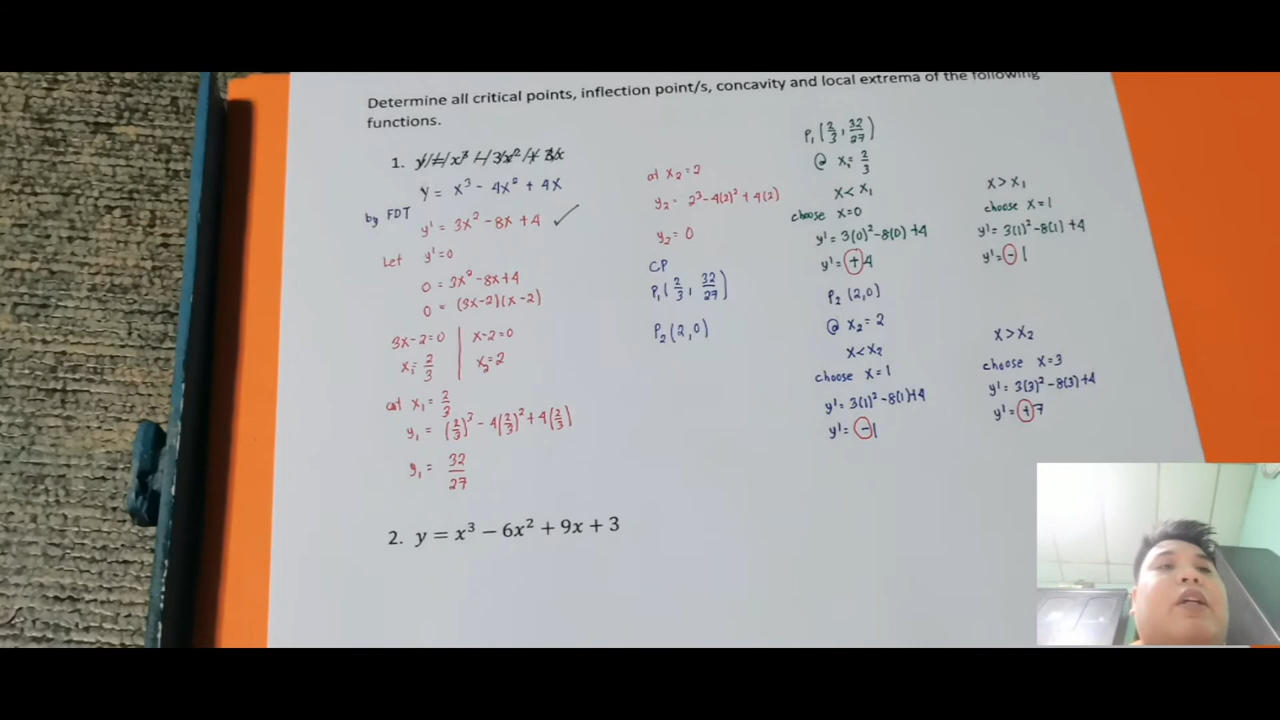 Determine all critical points, inflection point/s, concavity and local extrema of the following
functions.
1. y = x³ - 3x² + 3x
y = x³ - 4x² + 4x
by FDT
y' = 3x² - 8x + 4 ✓
Let y' = 0
0 = 3x² - 8x + 4
0 = (3x-2)(x-2)
3x-2=0 | x-2=0
x₁ = 2/3 | x₂=2
at x₁ = 2/3
y₁ = (2/3)³ - 4(2/3)² + 4(2/3)
y₁ = 32/27
at x₂ = 2
y₂ = 2³ - 4(2)² + 4(2)
y₂ = 0
CP
P₁(2/3, 32/27)
P₂(2,0)
P₁(2/3, 32/27)
@ x₁ = 2/3
x < x₁
choose x=0
y' = 3(0)² - 8(0) + 4
y' = + 4
x > x₁
choose x = 1
y' = 3(1)² - 8(1) + 4
y' = - 1
P₂ (2,0)
@ x₂ = 2
x < x₂
choose x = 1
y' = 3(1)² - 8(1) + 4
y' = - 1
x > x₂
choose x = 3
y' = 3(3)² - 8(3) + 4
y' = + 7
2. y = x³ − 6x² + 9x + 3